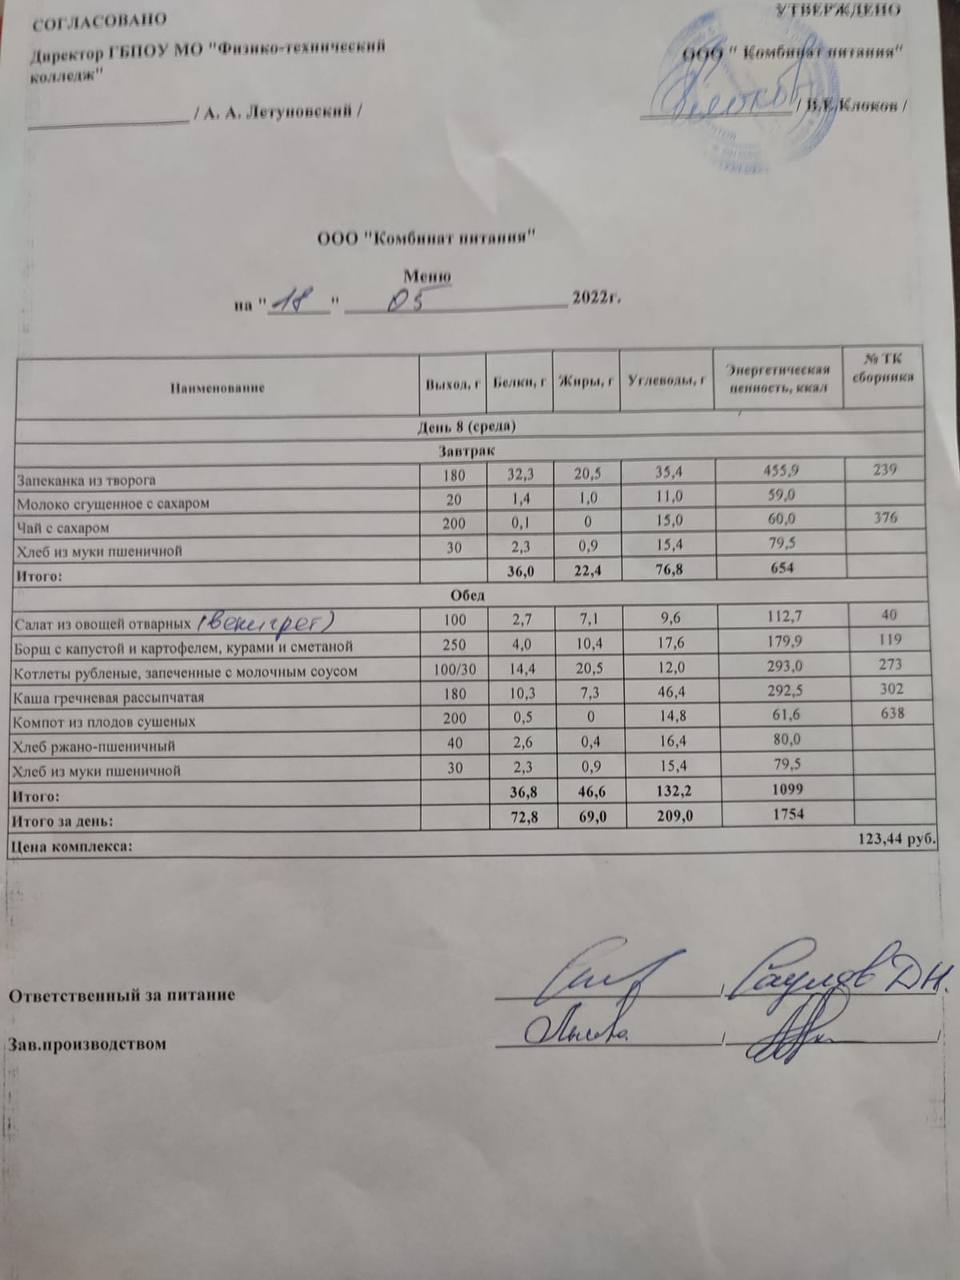 СОГЛАСОВАНО
Директор ГБПОУ МО "Физико-технический
колледж"
/ А. А. Летуновский /
УТВЕРЖДЕНО
ООО " Комбинат питания"
/ В.Е.Клоков /
ООО "Комбинат питания"
Меню
на "18" 05 2022г.
Наименование Выход, г Белки, г Жиры, г Углеводы, г Энергетическая ценность, ккал № ТК сборника
День 8 (среда)
Завтрак
Запеканка из творога 180 32,3 20,5 35,4 455,9 239
Молоко сгущенное с сахаром 20 1,4 1,0 11,0 59,0
Чай с сахаром 200 0,1 0 15,0 60,0 376
Хлеб из муки пшеничной 30 2,3 0,9 15,4 79,5
Итого: 36,0 22,4 76,8 654
Обед
Салат из овощей отварных (Венигрет) 100 2,7 7,1 9,6 112,7 40
Борщ с капустой и картофелем, курами и сметаной 250 4,0 10,4 17,6 179,9 119
Котлеты рубленые, запеченные с молочным соусом 100/30 14,4 20,5 12,0 293,0 273
Каша гречневая рассыпчатая 180 10,3 7,3 46,4 292,5 302
Компот из плодов сушеных 200 0,5 0 14,8 61,6 638
Хлеб ржано-пшеничный 40 2,6 0,4 16,4 80,0
Хлеб из муки пшеничной 30 2,3 0,9 15,4 79,5
Итого: 36,8 46,6 132,2 1099
Итого за день: 72,8 69,0 209,0 1754
Цена комплекса: 123,44 руб.
Ответственный за питание
Зав.производством